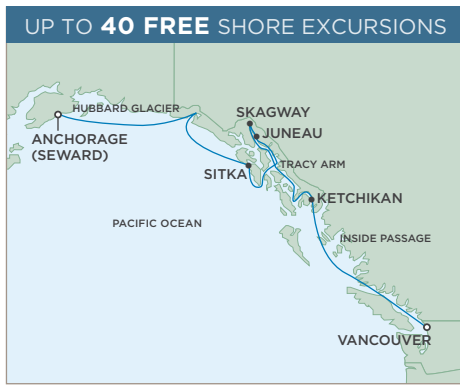 UP TO 40 FREE SHORE EXCURSIONS
HUBBARD GLACIER
SKAGWAY
JUNEAU
ANCHORAGE
(SEWARD)
TRACY ARM
SITKA
KETCHIKAN
PACIFIC OCEAN
INSIDE PASSAGE
VANCOUVER